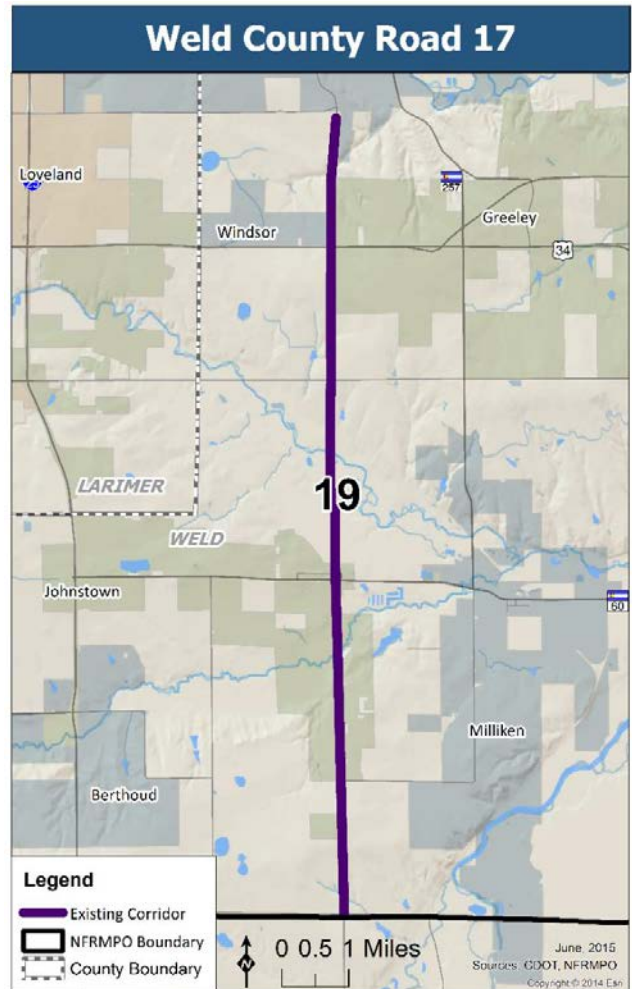 Weld County Road 17
Loveland
25
257
Greeley
Windsor
34
LARIMER
19
WELD
Johnstown
60
Milliken
Berthoud
Legend
Existing Corridor
NFRMPO Boundary
County Boundary
N
0 0.5 1 Miles
June, 2015
Sources: CDOT, NFRMPO
Copyright:© 2014 Esri